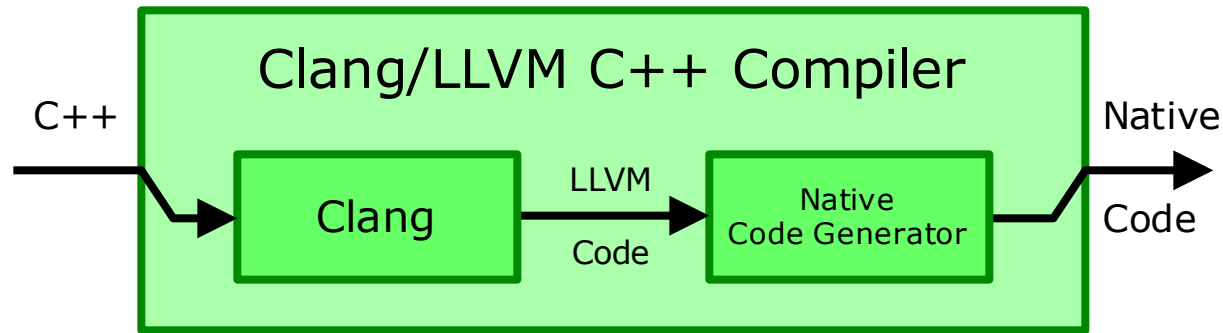 Clang/LLVM C++ Compiler
C++
Clang
LLVM
Code
Native
Code Generator
Native
Code